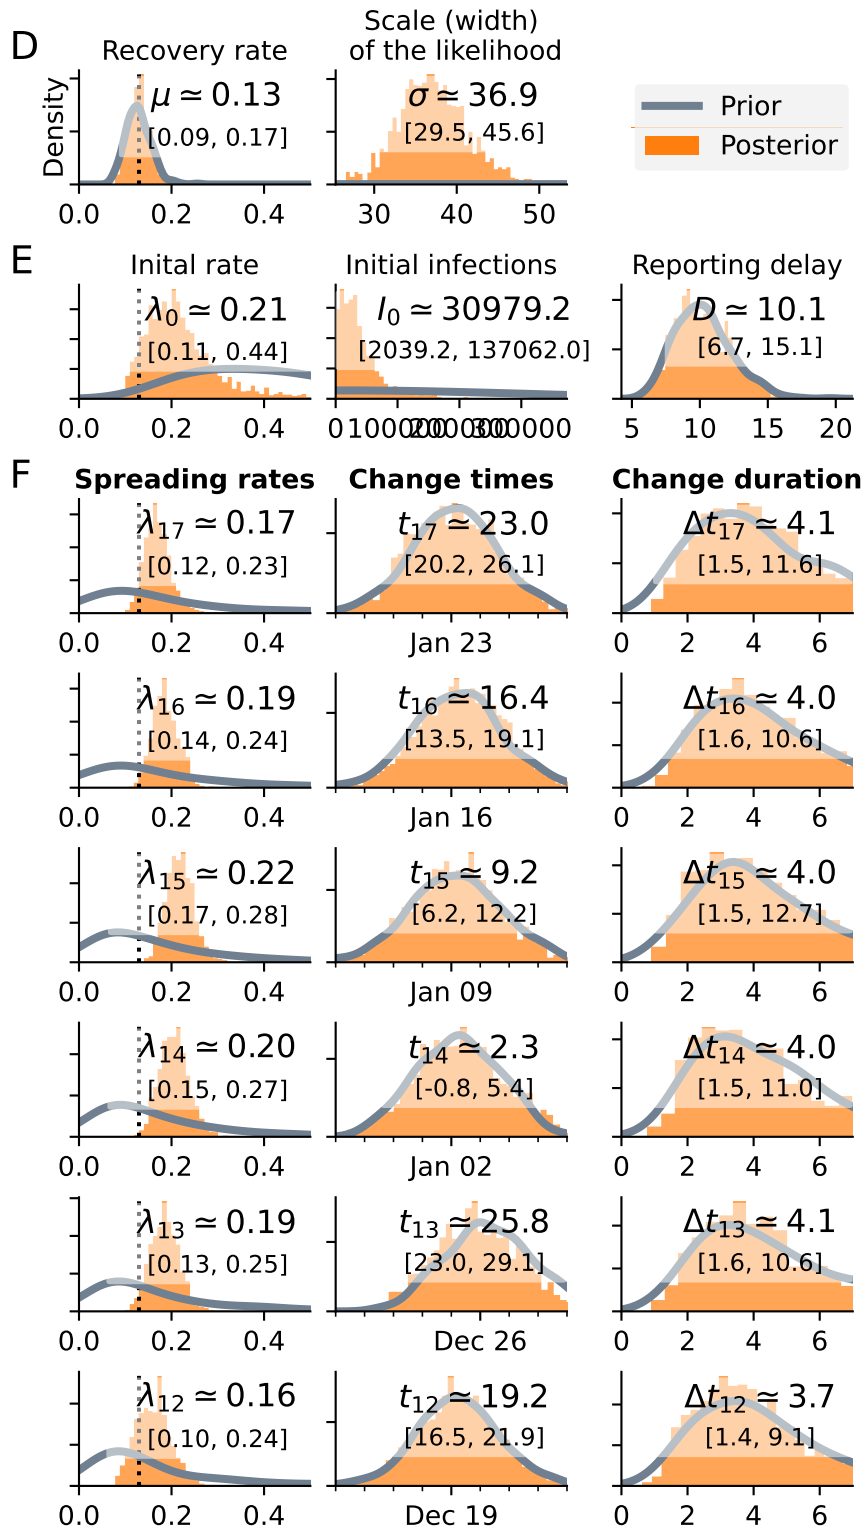 D
Recovery rate
Scale (width)
of the likelihood
Density
μ ≃ 0.13
[0.09, 0.17]
0.0 0.2 0.4
σ ≃ 36.9
[29.5, 45.6]
30 40 50
Prior
Posterior
E
Inital rate
λ0 ≃ 0.21
[0.11, 0.44]
0.0 0.2 0.4
Initial infections
I0 ≃ 30979.2
[2039.2, 137062.0]
0 100000 200000 300000
Reporting delay
D ≃ 10.1
[6.7, 15.1]
5 10 15 20
F
Spreading rates Change times Change duration
λ17 ≃ 0.17
[0.12, 0.23]
0.0 0.2 0.4
t17 ≃ 23.0
[20.2, 26.1]
Jan 23
Δt17 ≃ 4.1
[1.5, 11.6]
0 2 4 6
λ16 ≃ 0.19
[0.14, 0.24]
0.0 0.2 0.4
t16 ≃ 16.4
[13.5, 19.1]
Jan 16
Δt16 ≃ 4.0
[1.6, 10.6]
0 2 4 6
λ15 ≃ 0.22
[0.17, 0.28]
0.0 0.2 0.4
t15 ≃ 9.2
[6.2, 12.2]
Jan 09
Δt15 ≃ 4.0
[1.5, 12.7]
0 2 4 6
λ14 ≃ 0.20
[0.15, 0.27]
0.0 0.2 0.4
t14 ≃ 2.3
[-0.8, 5.4]
Jan 02
Δt14 ≃ 4.0
[1.5, 11.0]
0 2 4 6
λ13 ≃ 0.19
[0.13, 0.25]
0.0 0.2 0.4
t13 ≃ 25.8
[23.0, 29.1]
Dec 26
Δt13 ≃ 4.1
[1.6, 10.6]
0 2 4 6
λ12 ≃ 0.16
[0.10, 0.24]
0.0 0.2 0.4
t12 ≃ 19.2
[16.5, 21.9]
Dec 19
Δt12 ≃ 3.7
[1.4, 9.1]
0 2 4 6